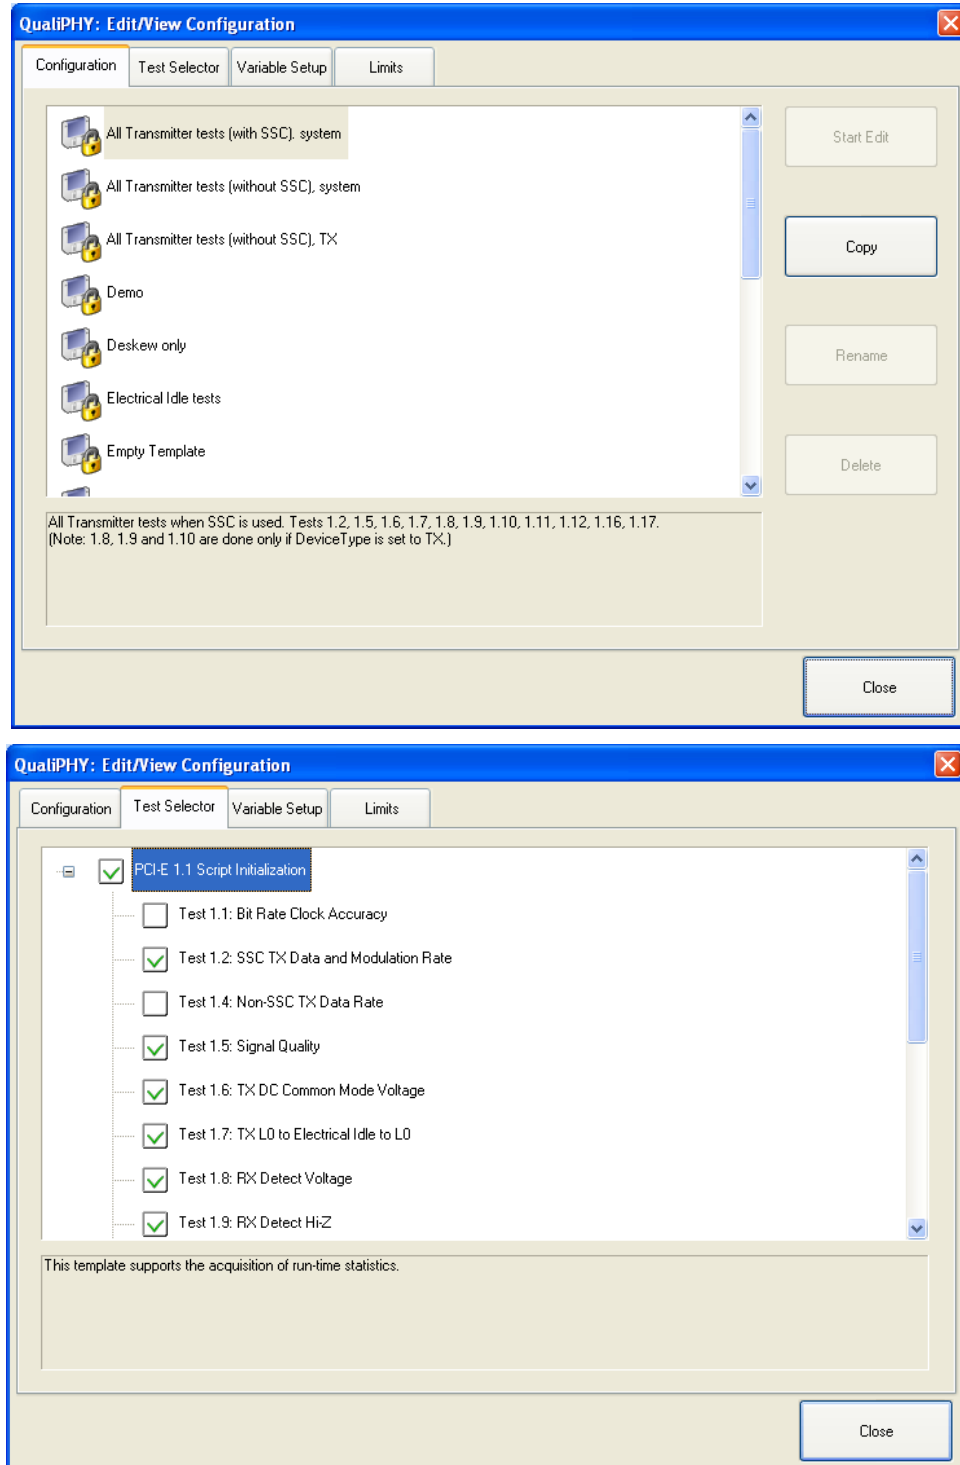 QualiPHY: Edit/View Configuration
Configuration Test Selector Variable Setup Limits
All Transmitter tests (with SSC). system
Start Edit
All Transmitter tests (without SSC), system
All Transmitter tests (without SSC), TX
Copy
Demo
Deskew only
Rename
Electrical Idle tests
Empty Template
Delete
All Transmitter tests when SSC is used. Tests 1.2, 1.5, 1.6, 1.7, 1.8, 1.9, 1.10, 1.11, 1.12, 1.16, 1.17.
(Note: 1.8, 1.9 and 1.10 are done only if DeviceType is set to TX.)
Close
QualiPHY: Edit/View Configuration
Configuration Test Selector Variable Setup Limits
PCI-E 1.1 Script Initialization
Test 1.1: Bit Rate Clock Accuracy
Test 1.2: SSC TX Data and Modulation Rate
Test 1.4: Non-SSC TX Data Rate
Test 1.5: Signal Quality
Test 1.6: TX DC Common Mode Voltage
Test 1.7: TX L0 to Electrical Idle to L0
Test 1.8: RX Detect Voltage
Test 1.9: RX Detect Hi-Z
This template supports the acquisition of run-time statistics.
Close